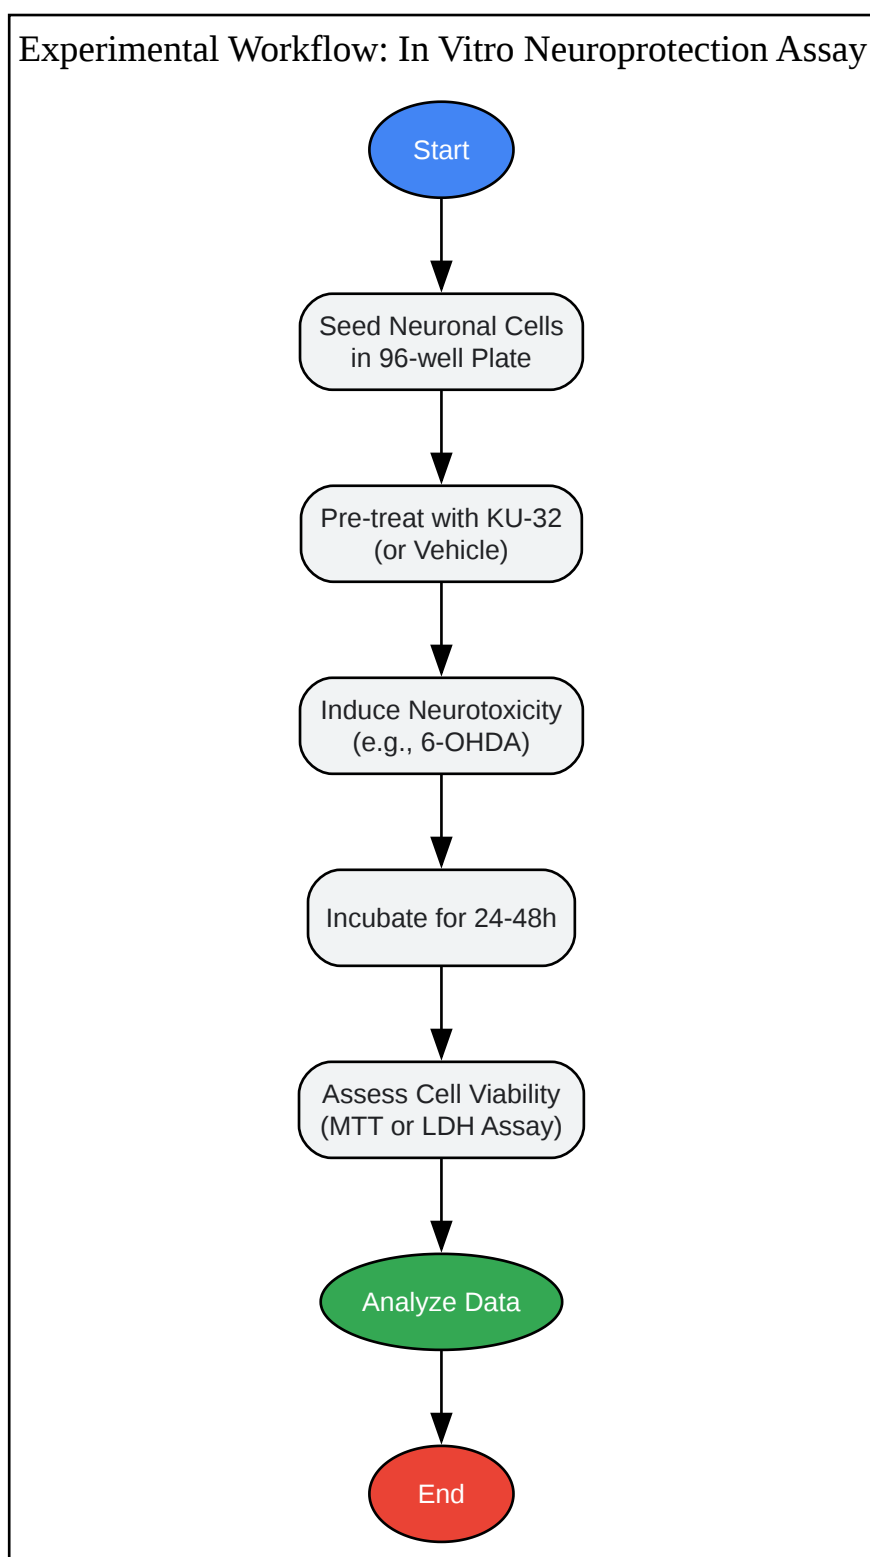 Experimental Workflow: In Vitro Neuroprotection Assay
Start
Seed Neuronal Cells
in 96-well Plate
Pre-treat with KU-32
(or Vehicle)
Induce Neurotoxicity
(e.g., 6-OHDA)
Incubate for 24-48h
Assess Cell Viability
(MTT or LDH Assay)
Analyze Data
End